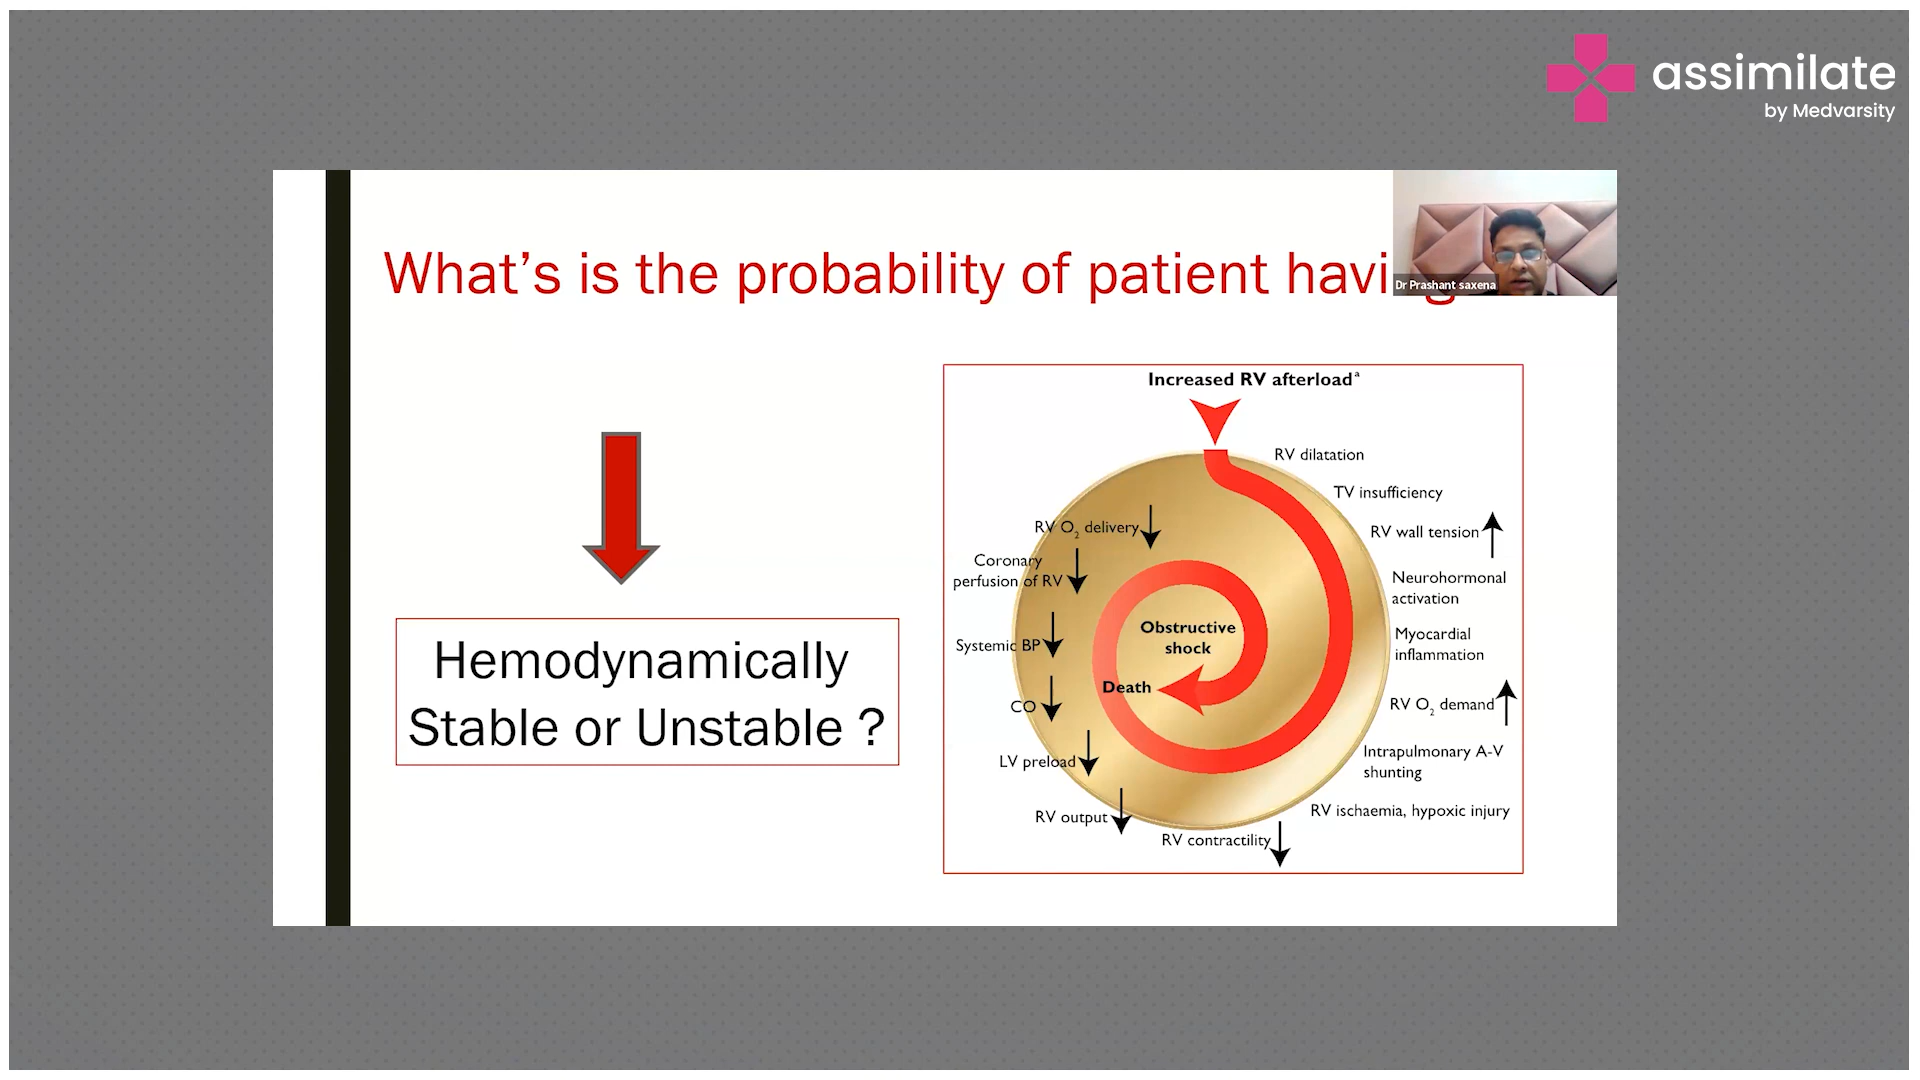 assimilate
by Medvarsity
What's is the probability of patient
Dr Prashant saxena
Hemodynamically
Stable or Unstable ?
Increased RV afterloadᵃ
RV dilatation
TV insufficiency
RV wall tension
Neurohormonal
activation
Myocardial
inflammation
RV O₂ demand
Intrapulmonary A-V
shunting
RV ischaemia, hypoxic injury
RV contractility
RV output
LV preload
CO
Systemic BP
Coronary
perfusion of RV
RV O₂ delivery
Obstructive
shock
Death